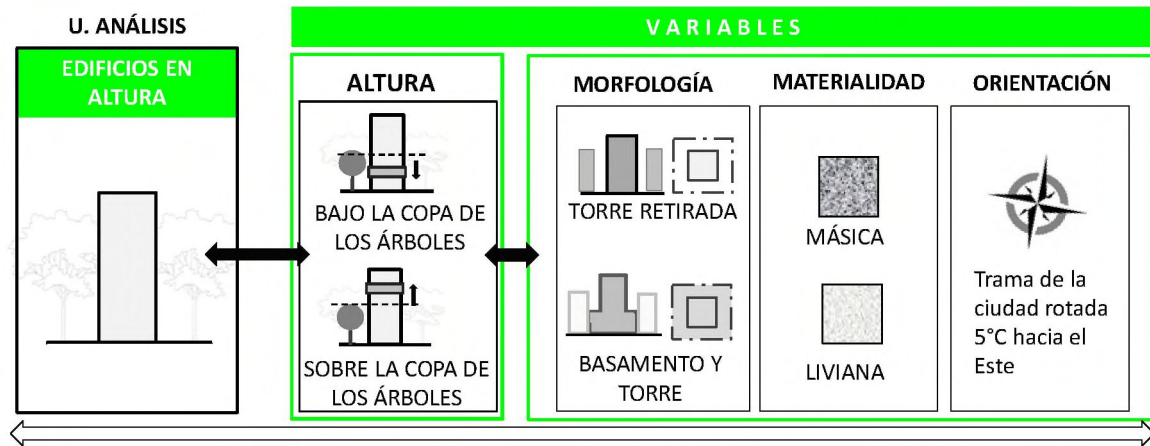 U. ANÁLISIS
VARIABLES
EDIFICIOS EN
ALTURA
ALTURA
BAJO LA COPA DE
LOS ÁRBOLES
SOBRE LA COPA DE
LOS ÁRBOLES
MORFOLOGÍA
TORRE RETIRADA
BASAMENTO Y
TORRE
MATERIALIDAD
MÁSICA
LIVIANA
ORIENTACIÓN
Trama de la
ciudad rotada
5°C hacia el
Este